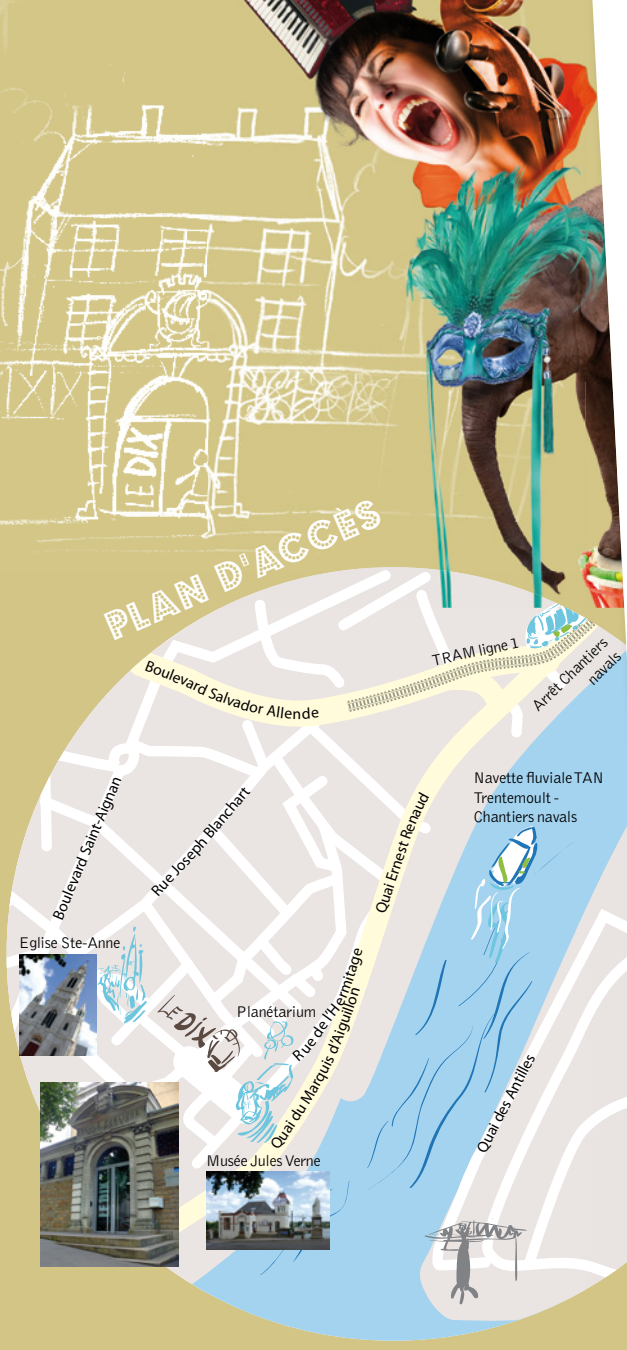 LE DIX
PLAN D'ACCÈS
TRAM ligne 1
Arrêt Chantiers
navals
Boulevard Salvador Allende
Navette fluviale TAN
Trentemoult -
Chantiers navals
Boulevard Saint-Aignan
Rue Joseph Blanchart
Quai Ernest Renaud
Eglise Ste-Anne
LE DIX
Planétarium
Rue de l'Hermitage
Quai du Marquis d'Aiguillon
Quai des Antilles
Musée Jules Verne